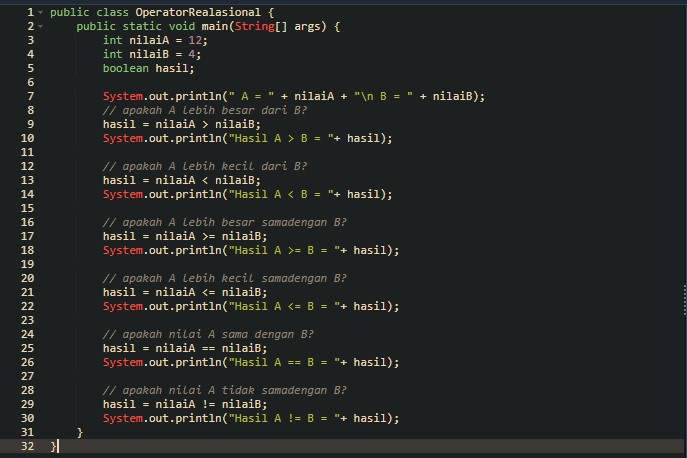 1 public class OperatorRealasional {
2 public static void main(String[] args) {
3 int nilaiA = 12;
4 int nilaiB = 4;
5 boolean hasil;
6
7 System.out.println(" A = " + nilaiA + "\n B = " + nilaiB);
8 // apakah A lebih besar dari B?
9 hasil = nilaiA > nilaiB;
10 System.out.println("Hasil A > B = "+ hasil);
11
12 // apakah A lebih kecil dari B?
13 hasil = nilaiA < nilaiB;
14 System.out.println("Hasil A < B = "+ hasil);
15
16 // apakah A lebih besar samadengan B?
17 hasil = nilaiA >= nilaiB;
18 System.out.println("Hasil A >= B = "+ hasil);
19
20 // apakah A lebih kecil samadengan B?
21 hasil = nilaiA <= nilaiB;
22 System.out.println("Hasil A <= B = "+ hasil);
23
24 // apakah nilai A sama dengan B?
25 hasil = nilaiA == nilaiB;
26 System.out.println("Hasil A == B = "+ hasil);
27
28 // apakah nilai A tidak samadengan B?
29 hasil = nilaiA != nilaiB;
30 System.out.println("Hasil A != B = "+ hasil);
31 }
32 }